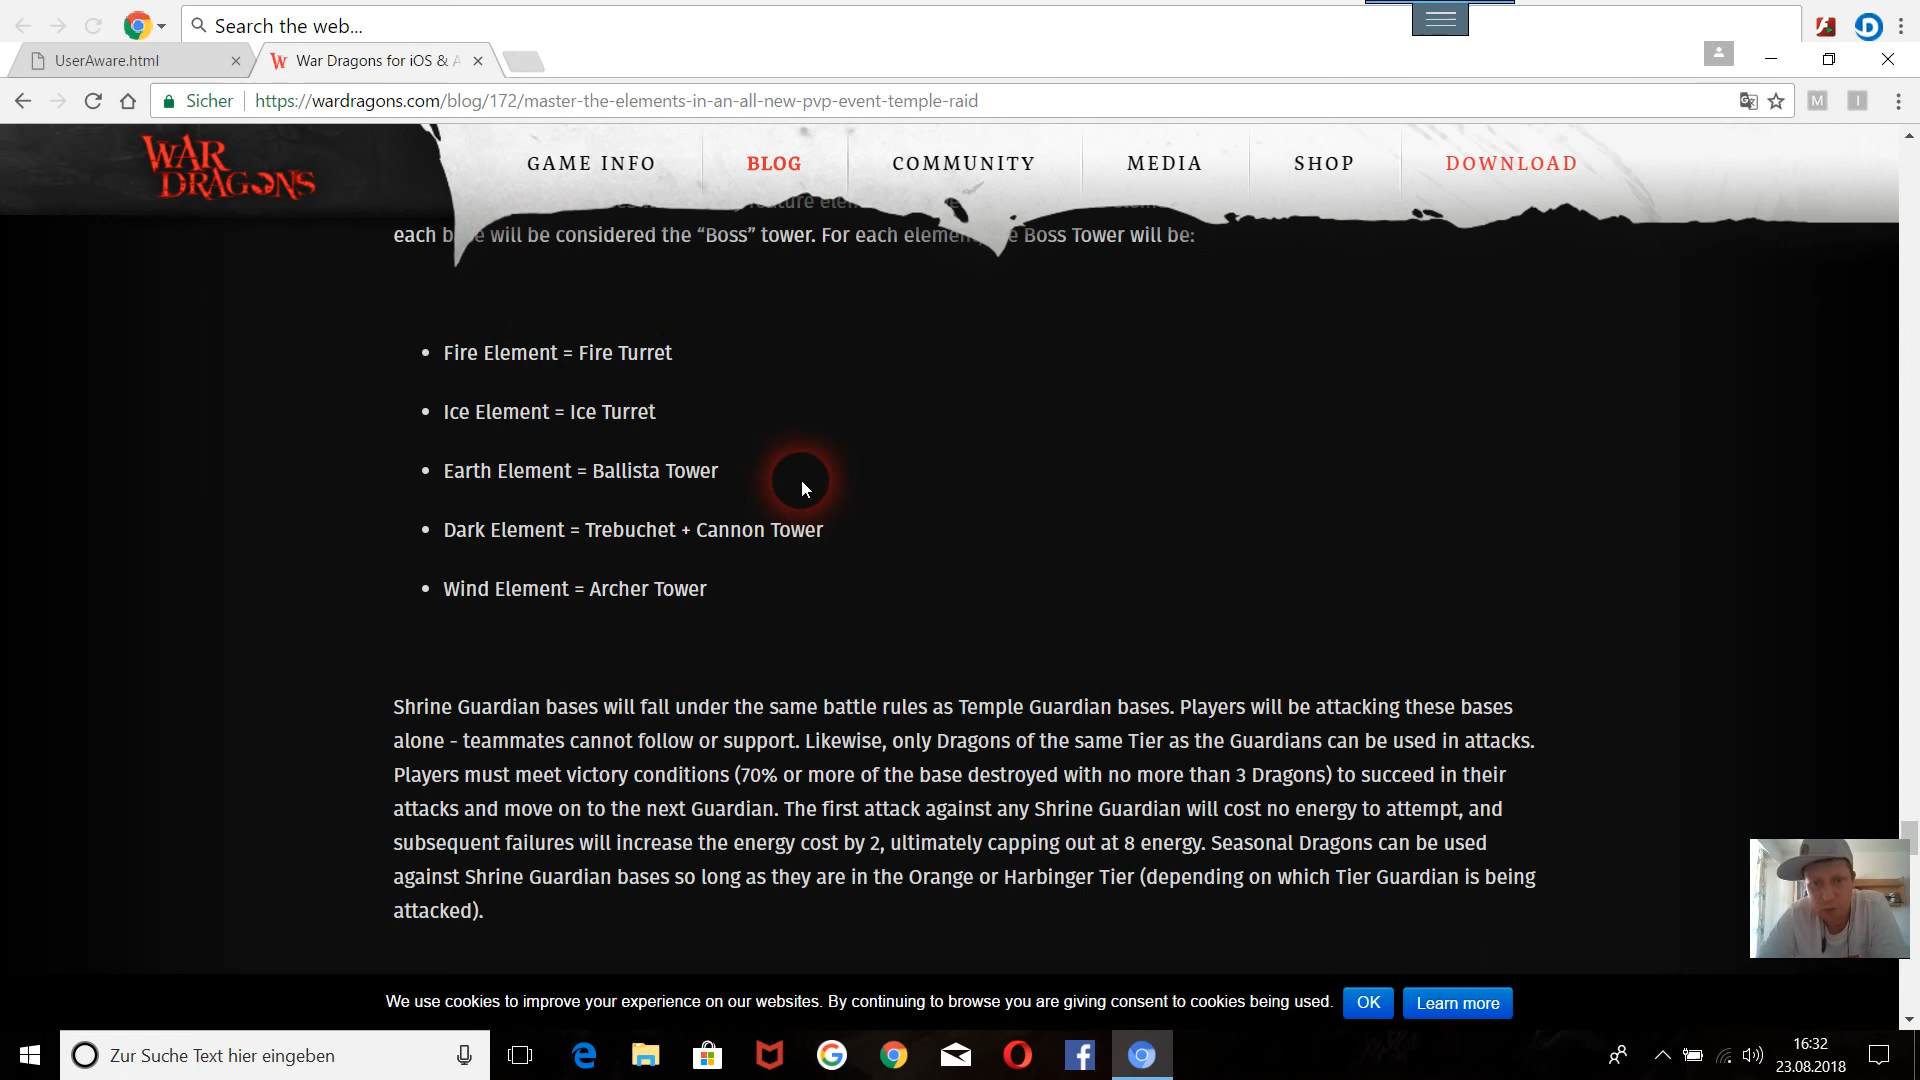 Search the web...
UserAware.html
War Dragons for iOS & A
Sicher
https://wardragons.com/blog/172/master-the-elements-in-an-all-new-pvp-event-temple-raid
M
I
WAR DRAGONS
GAME INFO
BLOG
COMMUNITY
MEDIA
SHOP
DOWNLOAD
each base will be considered the “Boss” tower. For each element, the Boss Tower will be:
• Fire Element = Fire Turret
• Ice Element = Ice Turret
• Earth Element = Ballista Tower
• Dark Element = Trebuchet + Cannon Tower
• Wind Element = Archer Tower
Shrine Guardian bases will fall under the same battle rules as Temple Guardian bases. Players will be attacking these bases
alone - teammates cannot follow or support. Likewise, only Dragons of the same Tier as the Guardians can be used in attacks.
Players must meet victory conditions (70% or more of the base destroyed with no more than 3 Dragons) to succeed in their
attacks and move on to the next Guardian. The first attack against any Shrine Guardian will cost no energy to attempt, and
subsequent failures will increase the energy cost by 2, ultimately capping out at 8 energy. Seasonal Dragons can be used
against Shrine Guardian bases so long as they are in the Orange or Harbinger Tier (depending on which Tier Guardian is being
attacked).
We use cookies to improve your experience on our websites. By continuing to browse you are giving consent to cookies being used.
OK
Learn more
Zur Suche Text hier eingeben
16:32
23.08.2018